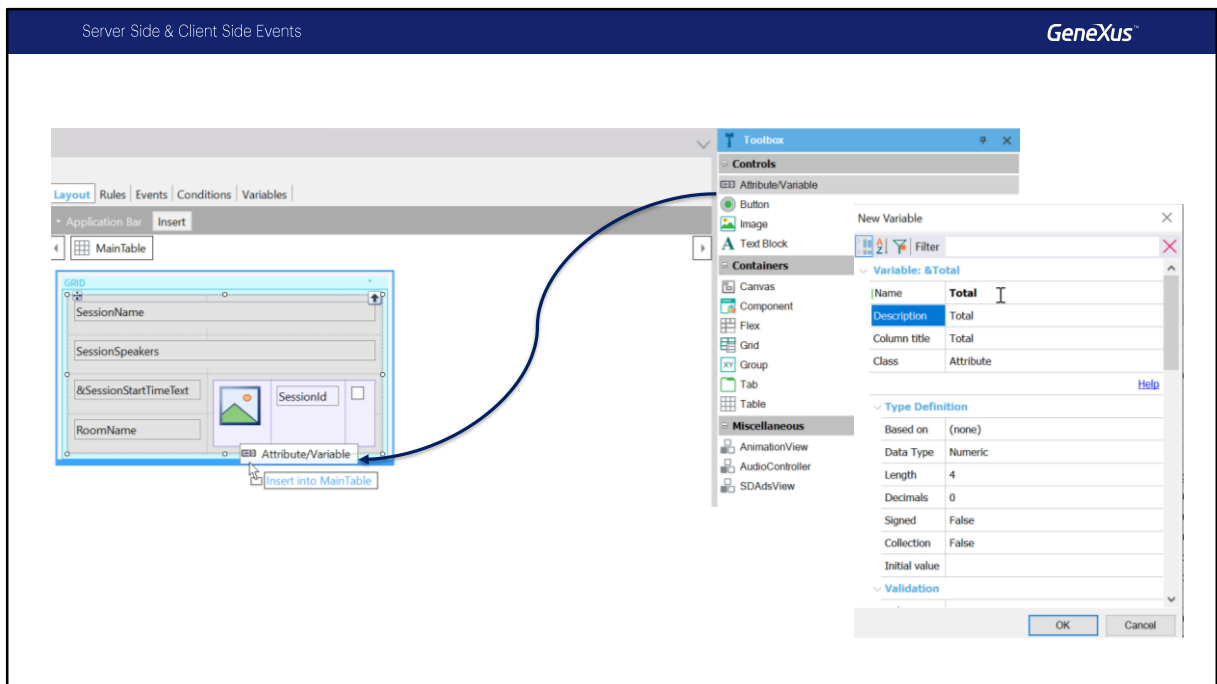 Server Side & Client Side Events
GeneXus™
Layout Rules Events Conditions Variables
Application Bar Insert
MainTable
GRID
SessionName
SessionSpeakers
&SessionStartTimeText
SessionId
RoomName
Attribute/Variable
Insert into MainTable
Toolbox
Controls
Attribute/Variable
Button
Image
Text Block
Containers
Canvas
Component
Flex
Grid
Group
Tab
Table
Miscellaneous
AnimationView
AudioController
SDAdsView
New Variable
Filter
Variable: &Total
Name Total
Description Total
Column title Total
Class Attribute
Help
Type Definition
Based on (none)
Data Type Numeric
Length 4
Decimals 0
Signed False
Collection False
Initial value
Validation
OK Cancel